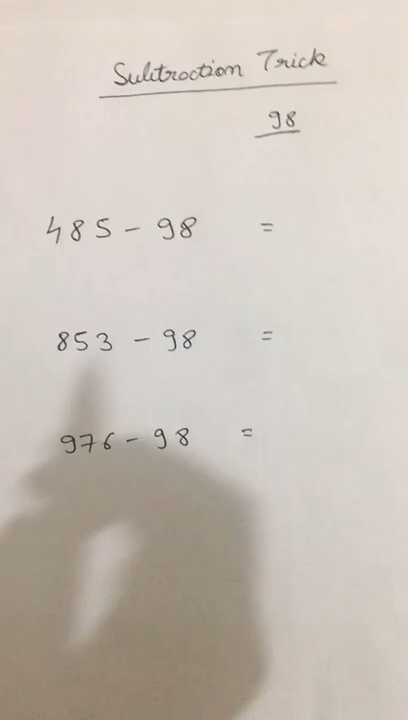 Subtraction Trick
98
485 - 98 =
853 - 98 =
976 - 98 =